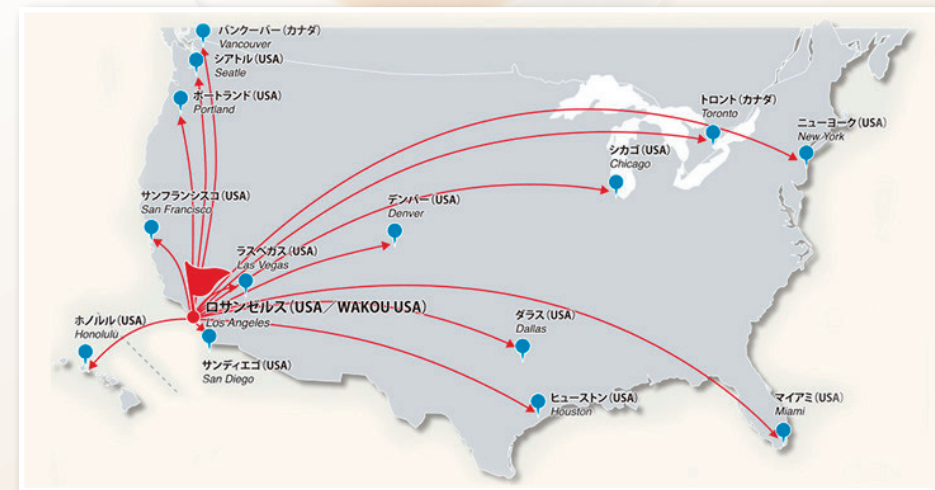 バンクーバー（カナダ）
Vancouver
シアトル（USA）
Seatle
ポートランド（USA）
Portland
トロント（カナダ）
Toronto
ニューヨーク（USA）
New York
シカゴ（USA）
Chicago
サンフランシスコ（USA）
San Francisco
デンバー（USA）
Denver
ラスベガス（USA）
Las Vegas
ロサンゼルス（USA／WAKOU USA）
Los Angeles
ホノルル（USA）
Honolulu
ダラス（USA）
Dallas
サンディエゴ（USA）
San Diego
ヒューストン（USA）
Houston
マイアミ（USA）
Miami